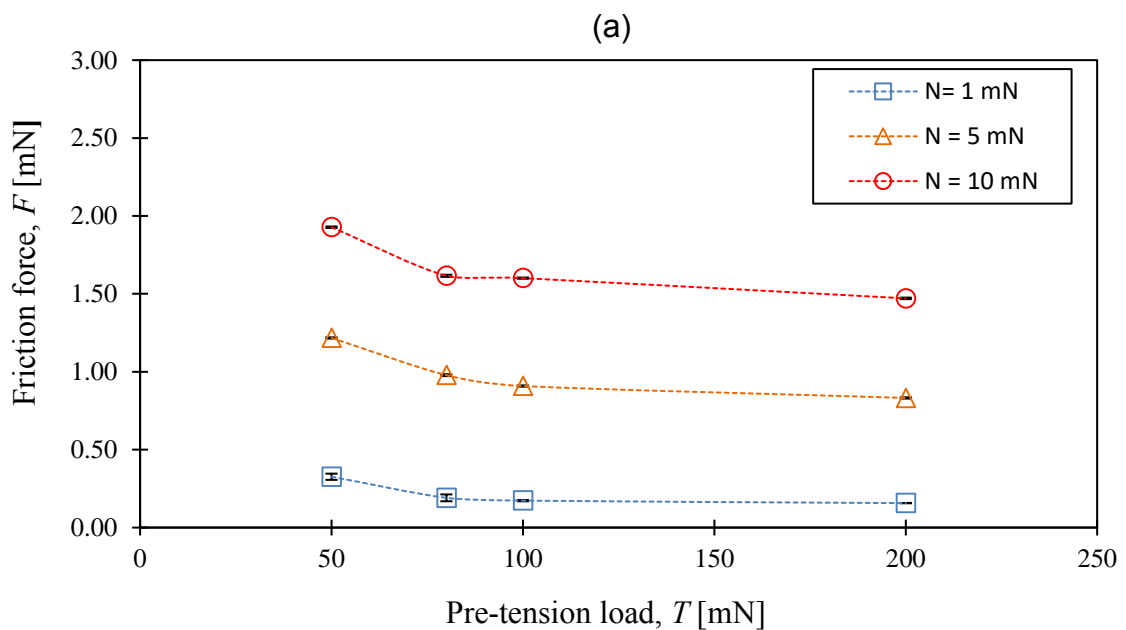 (a)
3.00
2.50
2.00
1.50
1.00
0.50
0.00
Friction force, F [mN]
N= 1 mN
N = 5 mN
N = 10 mN
0
50
100
150
200
250
Pre-tension load, T [mN]